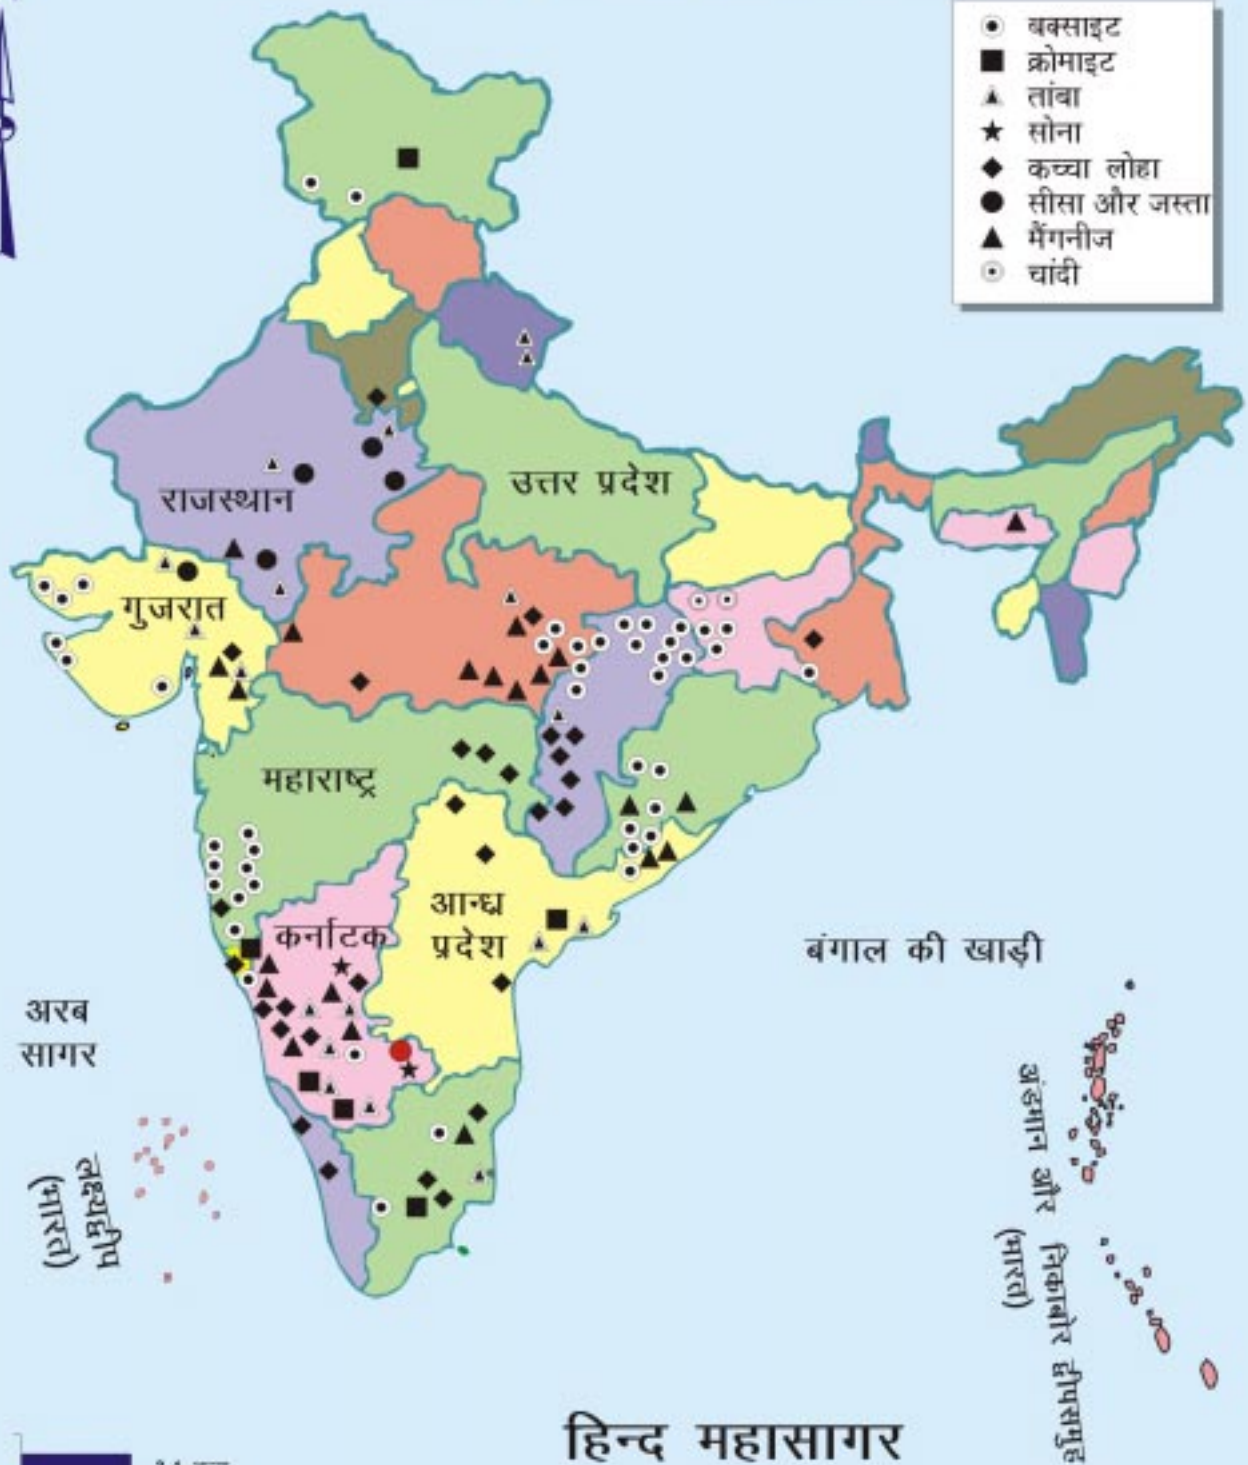 बक्साइट
क्रोमाइट
तांबा
सोना
कच्चा लोहा
सीसा और जस्ता
मैंगनीज
चांदी
राजस्थान
उत्तर प्रदेश
गुजरात
महाराष्ट्र
आन्ध्र
प्रदेश
कर्नाटक
बंगाल की खाड़ी
अरब
सागर
लक्ष्यद्वीप
(भारत)
अंडमान और निकाबोर द्वीपसमुह
(भारत)
हिन्द महासागर